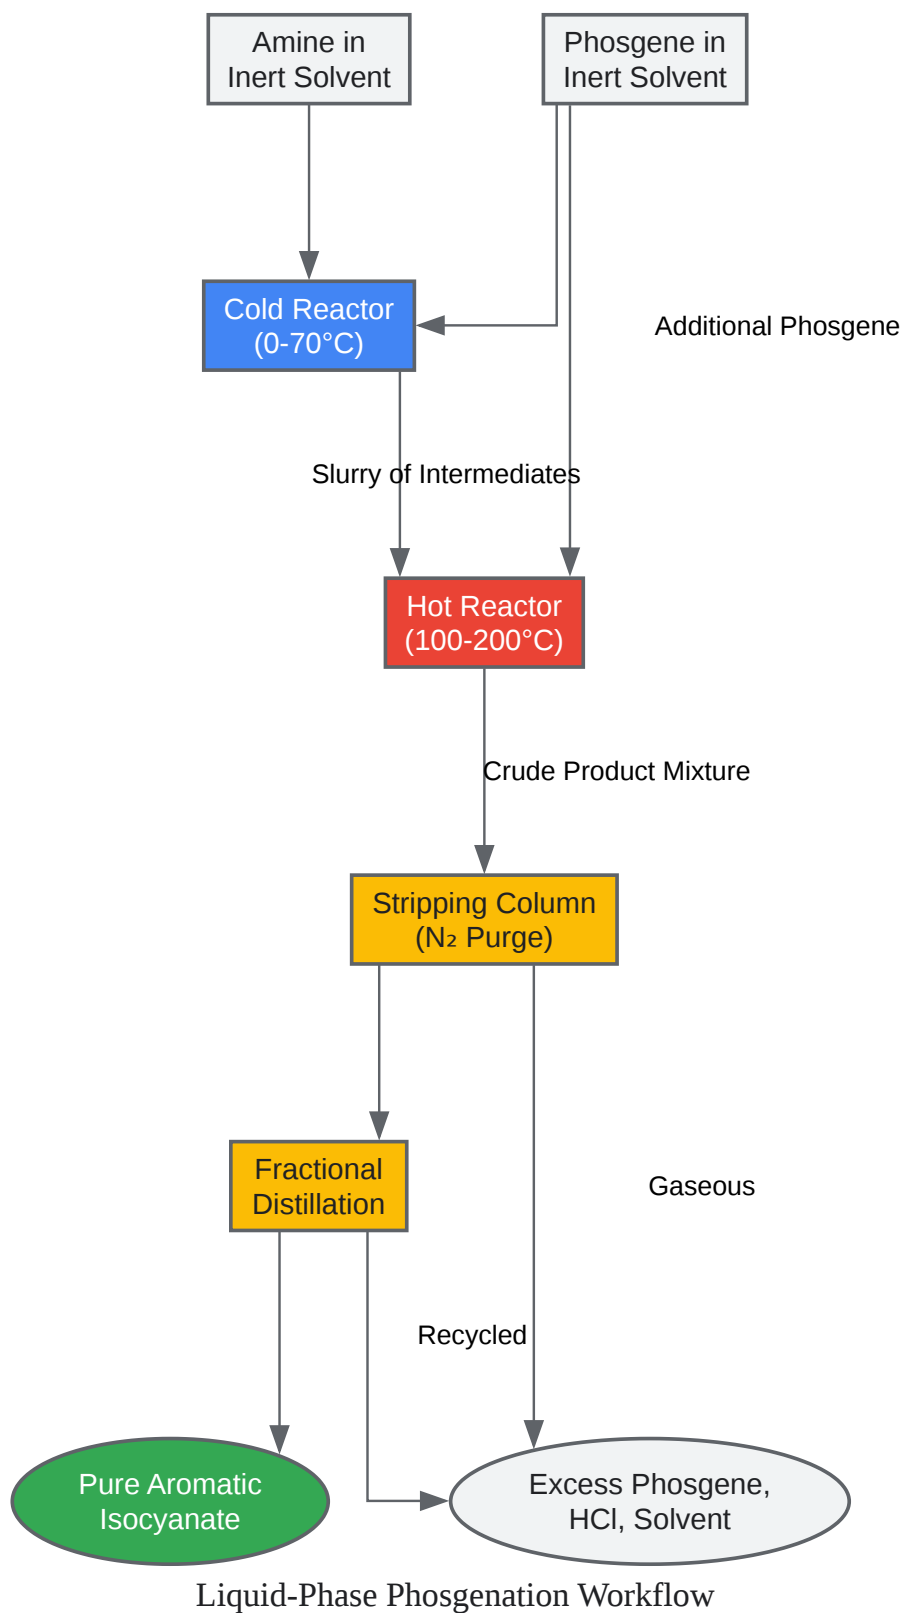 Amine in
Inert Solvent
Phosgene in
Inert Solvent
Cold Reactor
(0-70°C)
Additional Phosgene
Slurry of Intermediates
Hot Reactor
(100-200°C)
Crude Product Mixture
Stripping Column
(N₂ Purge)
Fractional
Distillation
Gaseous
Recycled
Pure Aromatic
Isocyanate
Excess Phosgene,
HCl, Solvent
Liquid-Phase Phosgenation Workflow